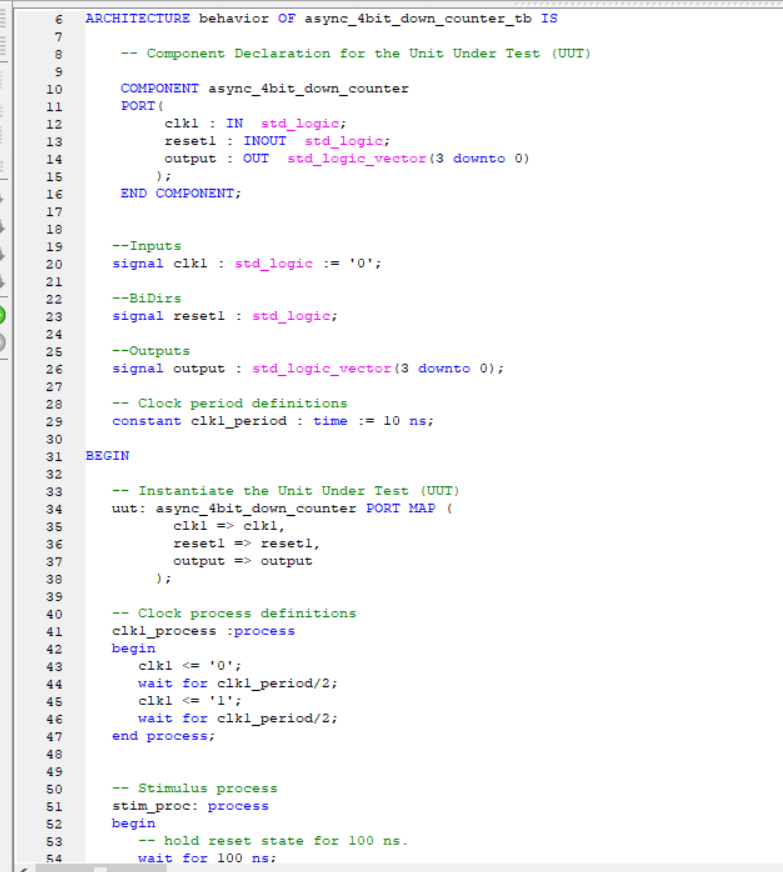 6 ARCHITECTURE behavior OF async_4bit_down_counter_tb IS
7
8 -- Component Declaration for the Unit Under Test (UUT)
9
10 COMPONENT async_4bit_down_counter
11 PORT(
12 clk1 : IN std_logic;
13 reset1 : INOUT std_logic;
14 output : OUT std_logic_vector(3 downto 0)
15 );
16 END COMPONENT;
17
18
19 --Inputs
20 signal clk1 : std_logic := '0';
21
22 --BiDirs
23 signal reset1 : std_logic;
24
25 --Outputs
26 signal output : std_logic_vector(3 downto 0);
27
28 -- Clock period definitions
29 constant clk1_period : time := 10 ns;
30
31 BEGIN
32
33 -- Instantiate the Unit Under Test (UUT)
34 uut: async_4bit_down_counter PORT MAP (
35 clk1 => clk1,
36 reset1 => reset1,
37 output => output
38 );
39
40 -- Clock process definitions
41 clk1_process :process
42 begin
43 clk1 <= '0';
44 wait for clk1_period/2;
45 clk1 <= '1';
46 wait for clk1_period/2;
47 end process;
48
49
50 -- Stimulus process
51 stim_proc: process
52 begin
53 -- hold reset state for 100 ns.
54 wait for 100 ns;